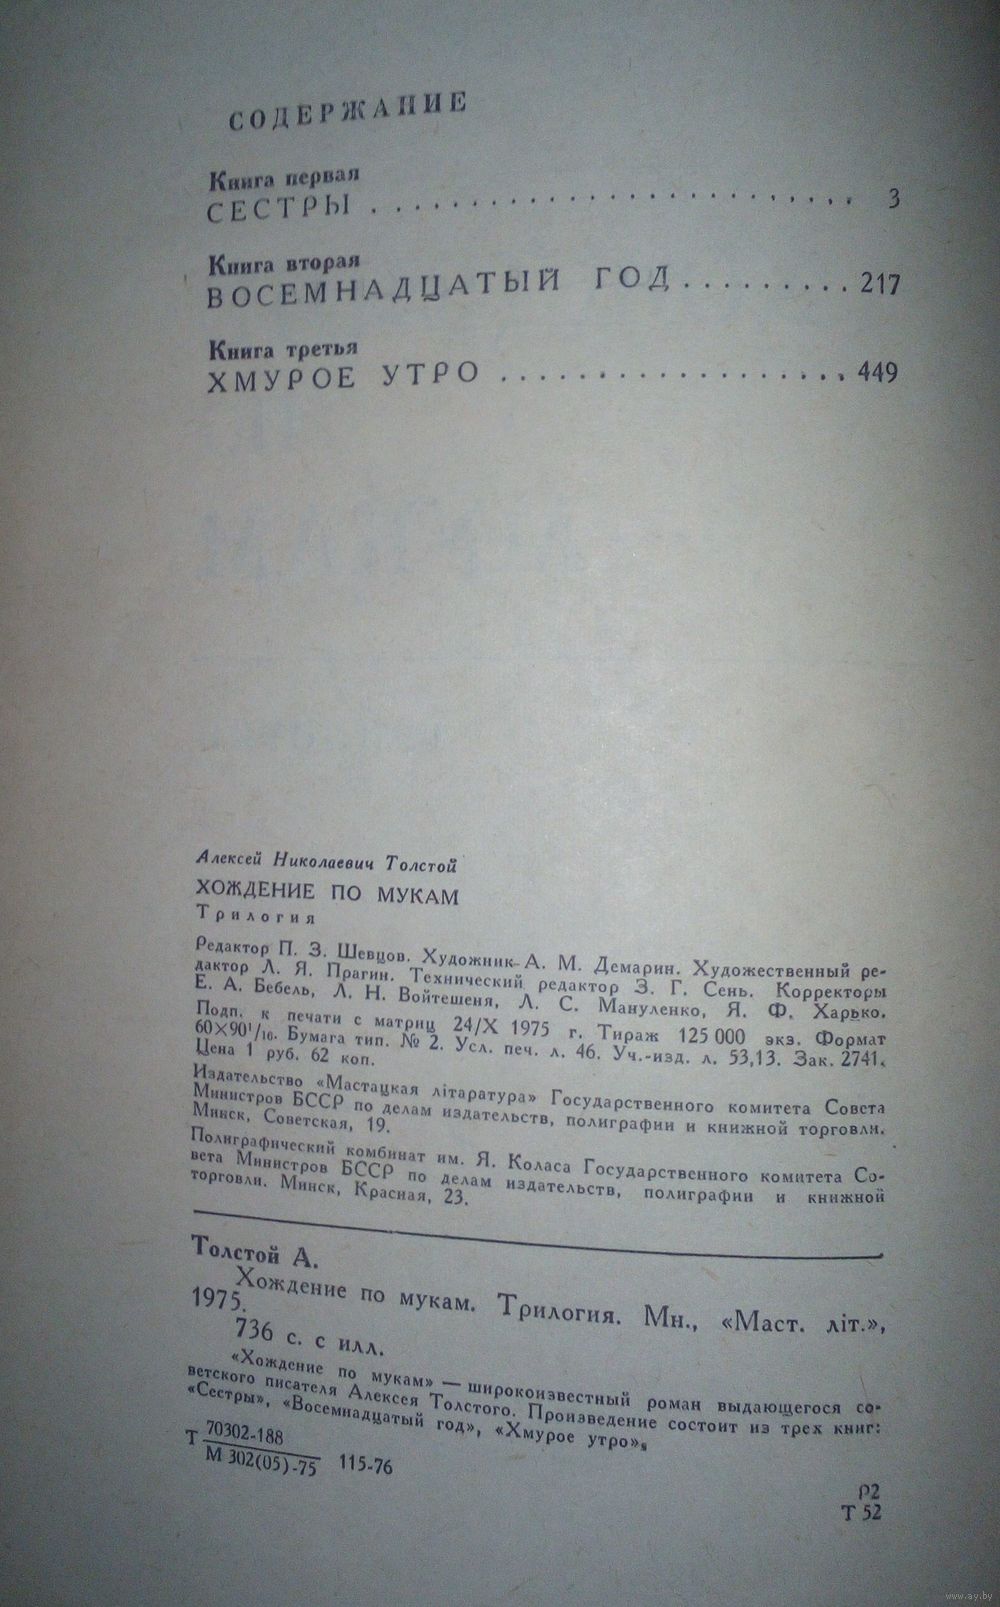 СОДЕРЖАНИЕ
Книга первая
СЕСТРЫ . . . . . . . . . . . . . . . . . . . . . . . . . . . 3
Книга вторая
ВОСЕМНАДЦАТЫЙ ГОД . . . . . . . . . 217
Книга третья
ХМУРОЕ УТРО . . . . . . . . . . . . . . . . . . . 449
Алексей Николаевич Толстой
ХОЖДЕНИЕ ПО МУКАМ
Трилогия
Редактор П. З. Шевцов. Художник А. М. Демарин. Художественный ре-
дактор Л. Я. Прагин. Технический редактор З. Г. Сень. Корректоры
Е. А. Бебель, Л. Н. Войтешеня, Л. С. Мануленко, Я. Ф. Харько.
Подп. к печати с матриц 24/X 1975 г. Тираж 125 000 экз. Формат
60×90¹/₁₆. Бумага тип. № 2. Усл. печ. л. 46. Уч.-изд. л. 53,13. Зак. 2741.
Цена 1 руб. 62 коп.
Издательство «Мастацкая літаратура» Государственного комитета Совета
Министров БССР по делам издательств, полиграфии и книжной торговли.
Минск, Советская, 19.
Полиграфический комбинат им. Я. Коласа Государственного комитета Со-
вета Министров БССР по делам издательств, полиграфии и книжной
торговли. Минск, Красная, 23.
Толстой А.
Хождение по мукам. Трилогия. Мн., «Маст. літ.»,
1975.
736 с. с илл.
«Хождение по мукам» — широкоизвестный роман выдающегося со-
ветского писателя Алексея Толстого. Произведение состоит из трех книг:
«Сестры», «Восемнадцатый год», «Хмурое утро».
Т 70302-188
М 302(05)-75 115-76
Р2
Т 52
www.ay.by